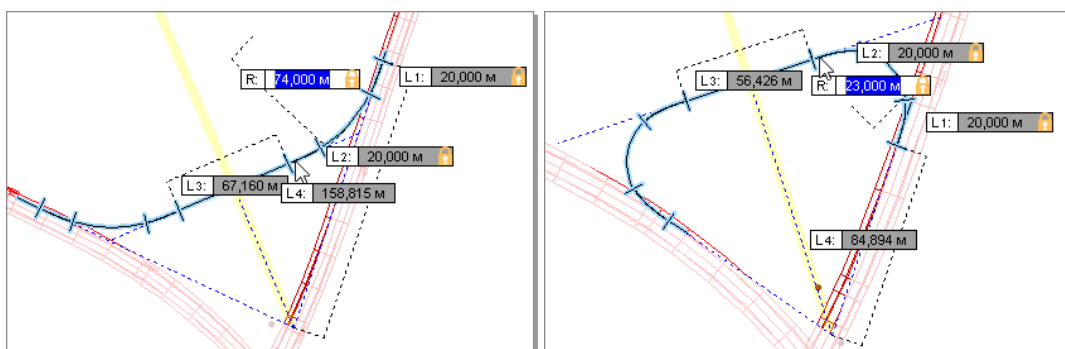 R: 74,000 м
L1: 20,000 м
L2: 20,000 м
L3: 67,160 м
L4: 158,815 м
L2: 20,000 м
L3: 56,426 м
R: 23,000 м
L1: 20,000 м
L4: 84,894 м